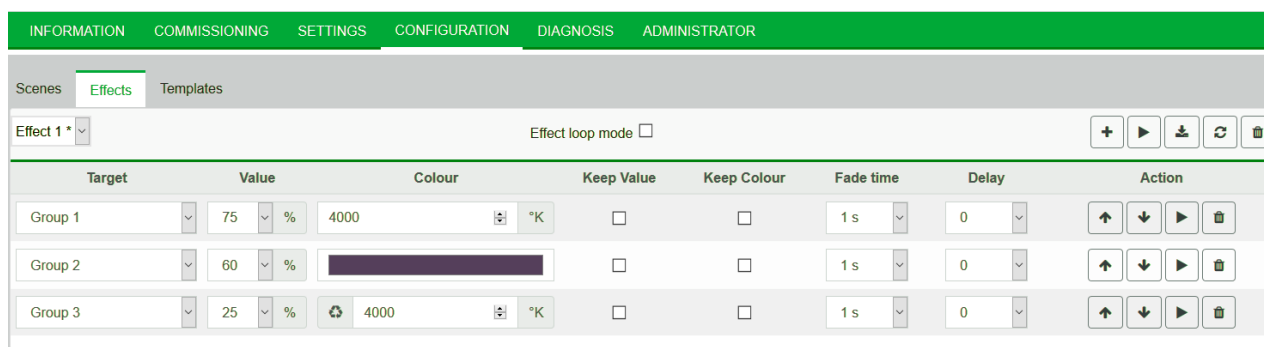 INFORMATION COMMISSIONING SETTINGS CONFIGURATION DIAGNOSIS ADMINISTRATOR
Scenes Effects Templates
Effect 1 * Effect loop mode
Target Value Colour Keep Value Keep Colour Fade time Delay Action
Group 1 75 % 4000 °K 1 s 0
Group 2 60 % 1 s 0
Group 3 25 % 4000 °K 1 s 0